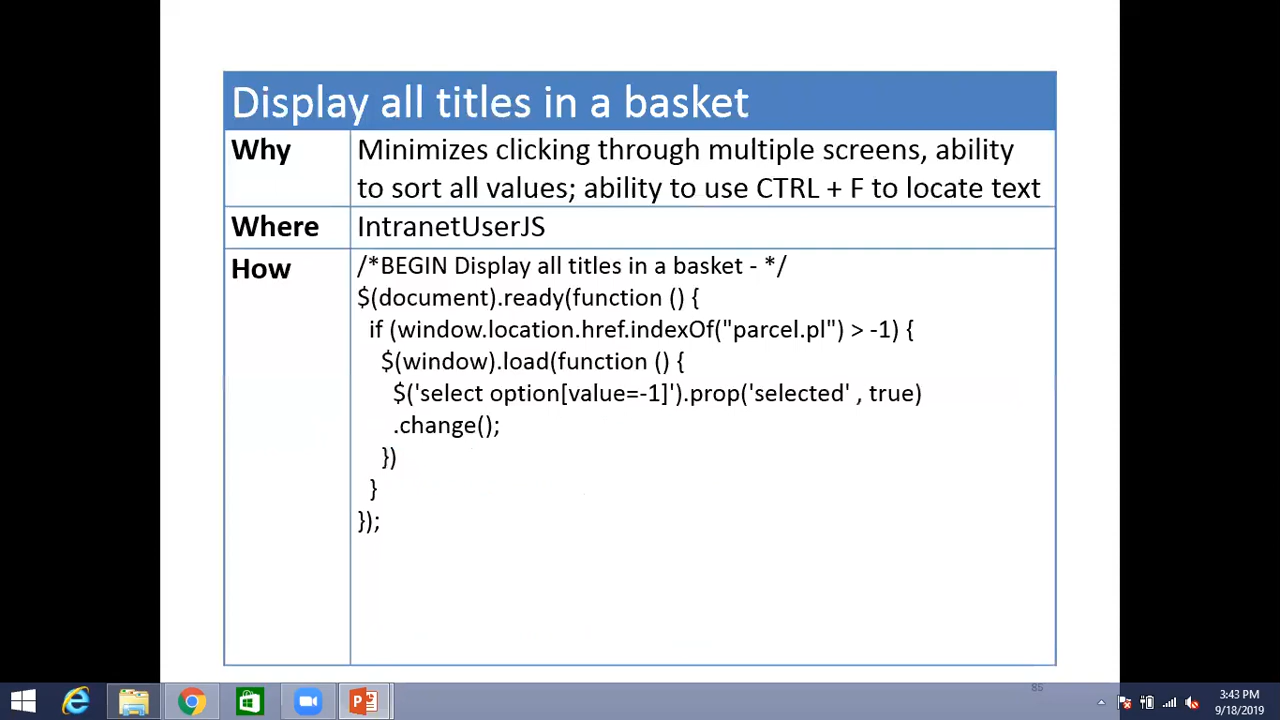 Display all titles in a basket
Why
Minimizes clicking through multiple screens, ability
to sort all values; ability to use CTRL + F to locate text
Where
IntranetUserJS
How
/*BEGIN Display all titles in a basket - */
$(document).ready(function () {
if (window.location.href.indexOf("parcel.pl") > -1) {
$(window).load(function () {
$('select option[value=-1]').prop('selected' , true)
.change();
})
}
});
85
3:43 PM
9/18/2019